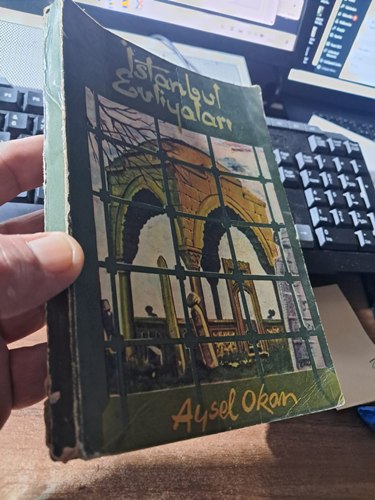 İstanbul
Evliyaları
Aysel Okan